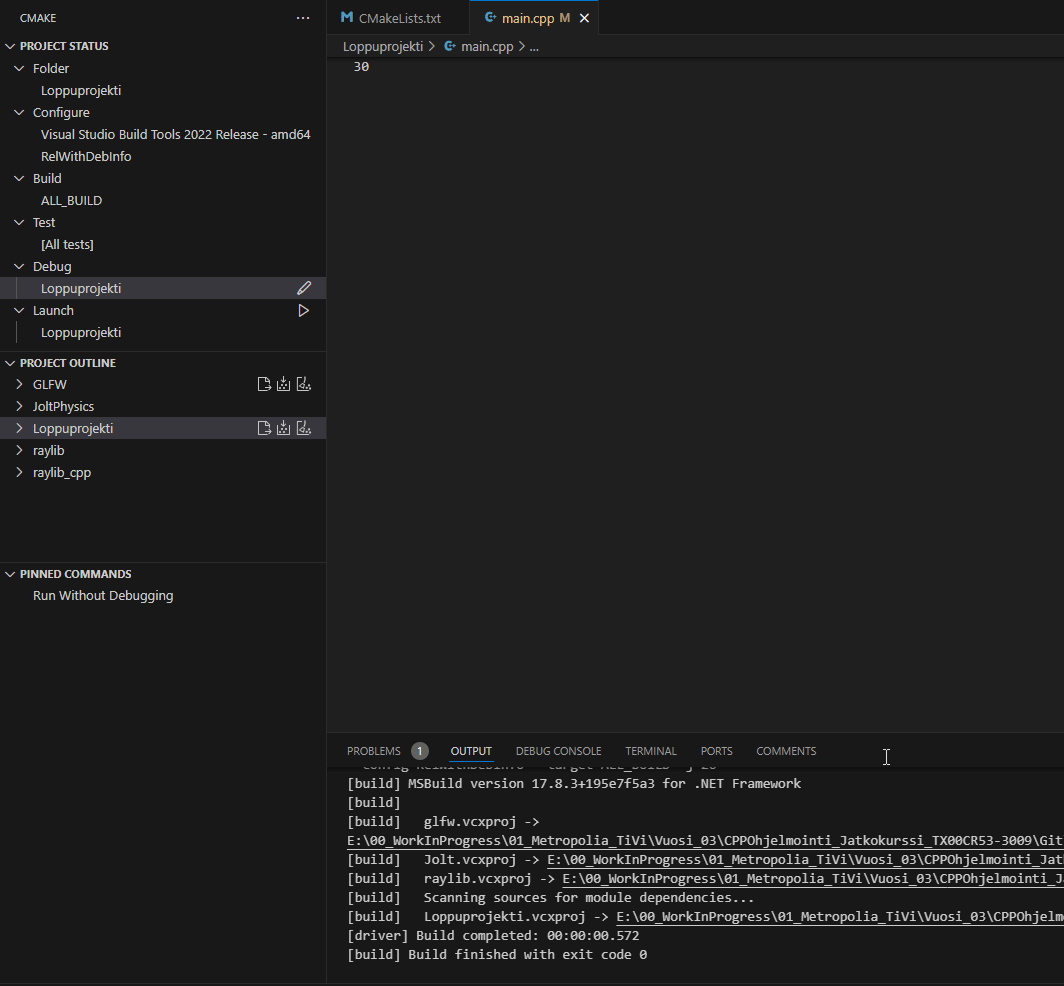 CMAKE
PROJECT STATUS
Folder
Loppuprojekti
Configure
Visual Studio Build Tools 2022 Release - amd64
RelWithDebInfo
Build
ALL_BUILD
Test
[All tests]
Debug
Loppuprojekti
Launch
Loppuprojekti
PROJECT OUTLINE
GLFW
JoltPhysics
Loppuprojekti
raylib
raylib_cpp
PINNED COMMANDS
Run Without Debugging
CMakeLists.txt
main.cpp M
Loppuprojekti > main.cpp > ...
30
PROBLEMS 1 OUTPUT DEBUG CONSOLE TERMINAL PORTS COMMENTS
[build] MSBuild version 17.8.3+195e7f5a3 for .NET Framework
[build]
[build] glfw.vcxproj ->
E:\00_WorkInProgress\01_Metropolia_TiVi\Vuosi_03\CPPOhjelmointi_Jatkokurssi_TX00CR53-3009\Git
[build] Jolt.vcxproj -> E:\00_WorkInProgress\01_Metropolia_TiVi\Vuosi_03\CPPOhjelmointi_Jat
[build] raylib.vcxproj -> E:\00_WorkInProgress\01_Metropolia_TiVi\Vuosi_03\CPPOhjelmointi_J
[build] Scanning sources for module dependencies...
[build] Loppuprojekti.vcxproj -> E:\00_WorkInProgress\01_Metropolia_TiVi\Vuosi_03\CPPOhjelm
[driver] Build completed: 00:00:00.572
[build] Build finished with exit code 0